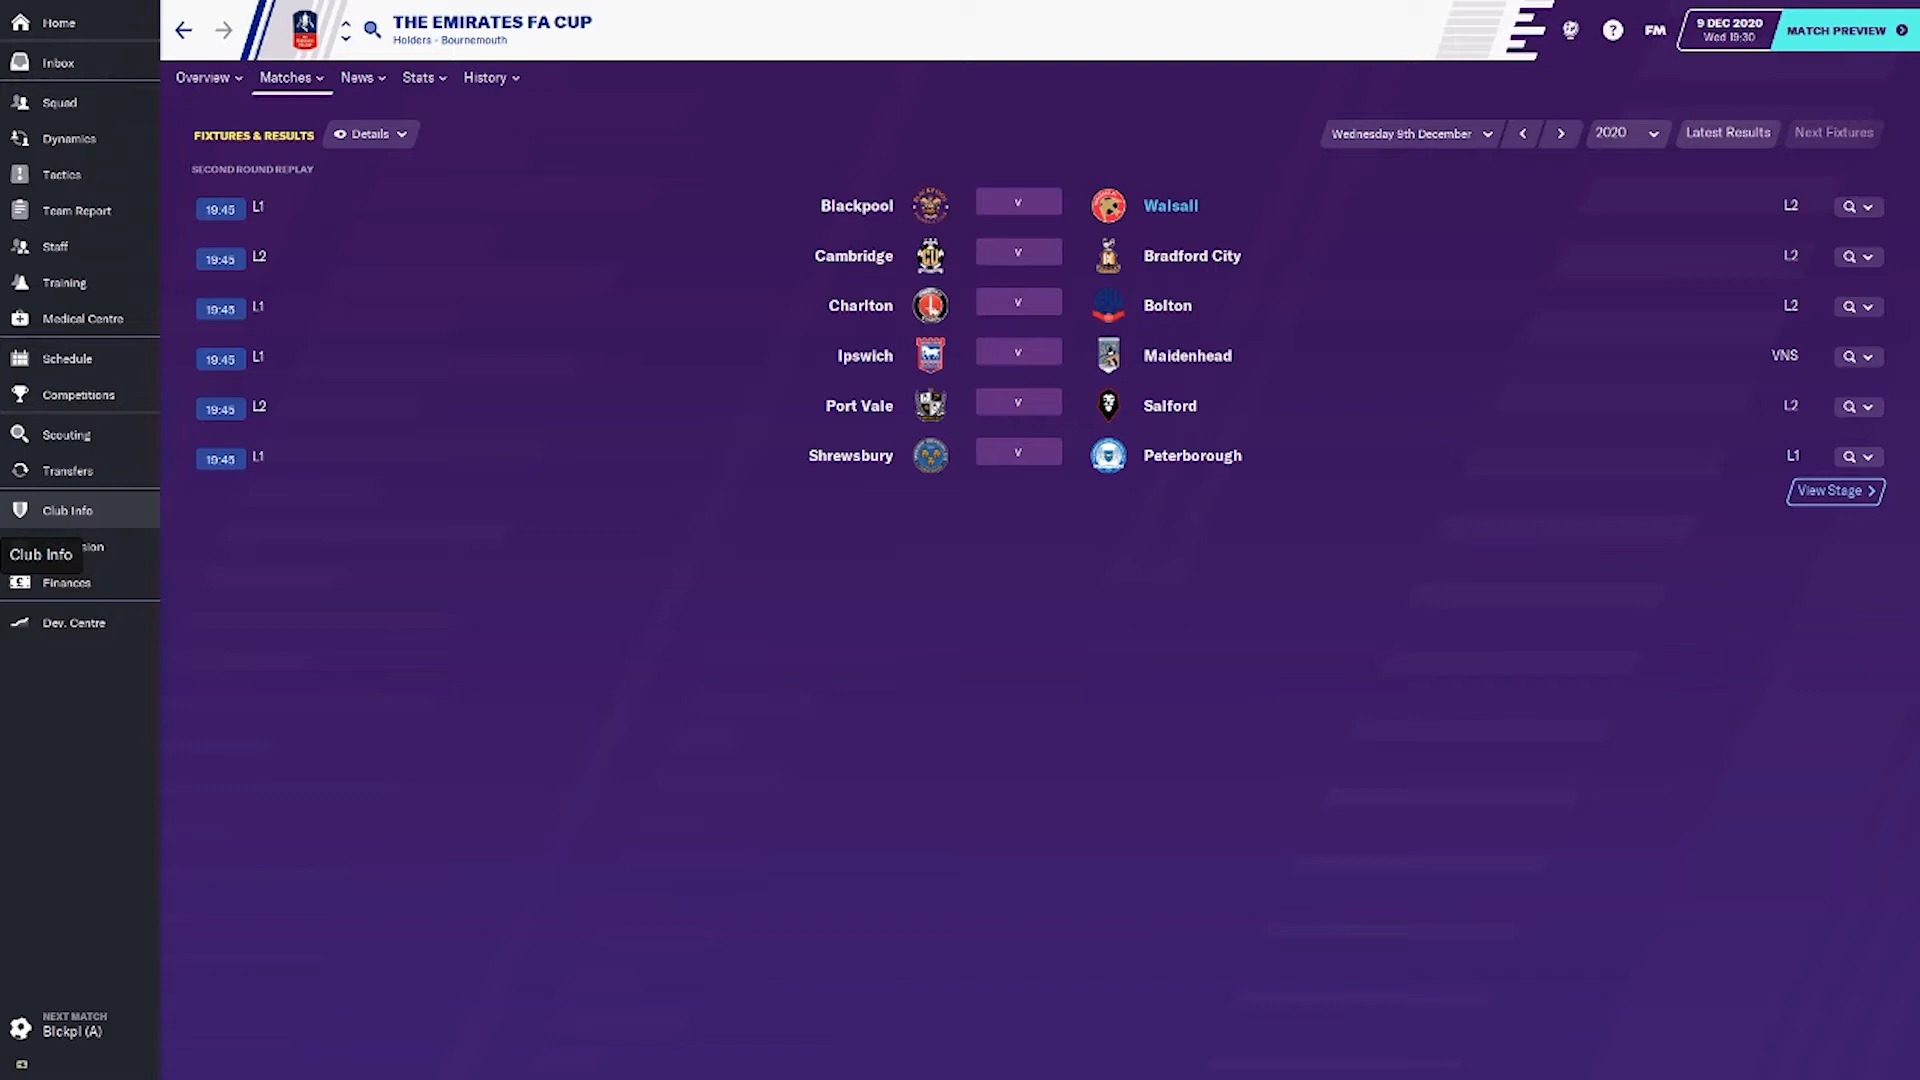 Home
Inbox
Squad
Dynamics
Tactics
Team Report
Staff
Training
Medical Centre
Schedule
Competitions
Scouting
Transfers
Club Info
Club Info
Finances
Dev. Centre
NEXT MATCH
Blckpl (A)
THE EMIRATES FA CUP
Holders - Bournemouth
FM
9 DEC 2020
Wed 19:30
MATCH PREVIEW
Overview Matches News Stats History
FIXTURES & RESULTS Details
Wednesday 9th December 2020 Latest Results Next Fixtures
SECOND ROUND REPLAY
19:45 L1 Blackpool v Walsall L2
19:45 L2 Cambridge v Bradford City L2
19:45 L1 Charlton v Bolton L2
19:45 L1 Ipswich v Maidenhead VNS
19:45 L2 Port Vale v Salford L2
19:45 L1 Shrewsbury v Peterborough L1
View Stage